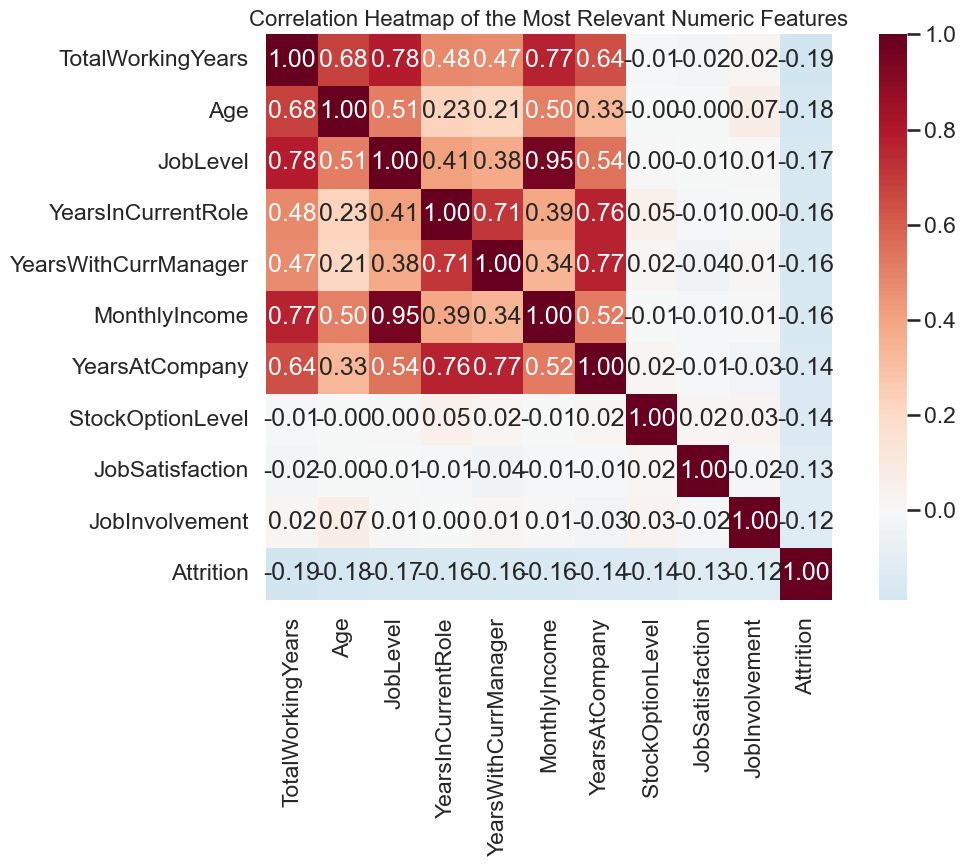 Correlation Heatmap of the Most Relevant Numeric Features
TotalWorkingYears 1.00 0.68 0.78 0.48 0.47 0.77 0.64 -0.01 -0.02 0.02 -0.19
Age 0.68 1.00 0.51 0.23 0.21 0.50 0.33 -0.00 -0.00 0.07 -0.18
JobLevel 0.78 0.51 1.00 0.41 0.38 0.95 0.54 0.00 -0.01 0.01 -0.17
YearsInCurrentRole 0.48 0.23 0.41 1.00 0.71 0.39 0.76 0.05 -0.01 0.00 -0.16
YearsWithCurrManager 0.47 0.21 0.38 0.71 1.00 0.34 0.77 0.02 -0.04 0.01 -0.16
MonthlyIncome 0.77 0.50 0.95 0.39 0.34 1.00 0.52 -0.01 -0.01 0.01 -0.16
YearsAtCompany 0.64 0.33 0.54 0.76 0.77 0.52 1.00 0.02 -0.01 -0.03 -0.14
StockOptionLevel -0.01 -0.00 0.00 0.05 0.02 -0.01 0.02 1.00 0.02 0.03 -0.14
JobSatisfaction -0.02 -0.00 -0.01 -0.01 -0.04 -0.01 -0.01 0.02 1.00 -0.02 -0.13
JobInvolvement 0.02 0.07 0.01 0.00 0.01 0.01 -0.03 0.03 -0.02 1.00 -0.12
Attrition -0.19 -0.18 -0.17 -0.16 -0.16 -0.16 -0.14 -0.14 -0.13 -0.12 1.00
TotalWorkingYears
Age
JobLevel
YearsInCurrentRole
YearsWithCurrManager
MonthlyIncome
YearsAtCompany
StockOptionLevel
JobSatisfaction
JobInvolvement
Attrition
1.0
0.8
0.6
0.4
0.2
0.0